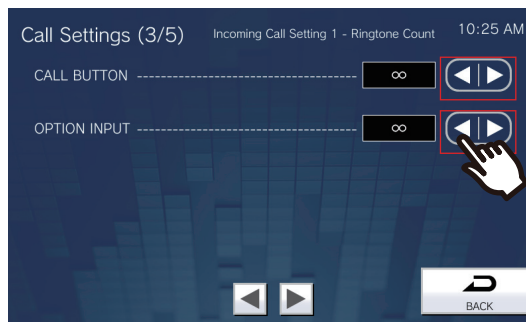 Call Settings (3/5) Incoming Call Setting 1 - Ringtone Count 10:25 AM
CALL BUTTON ------------------------------------ ∞
OPTION INPUT ------------------------------------ ∞
BACK